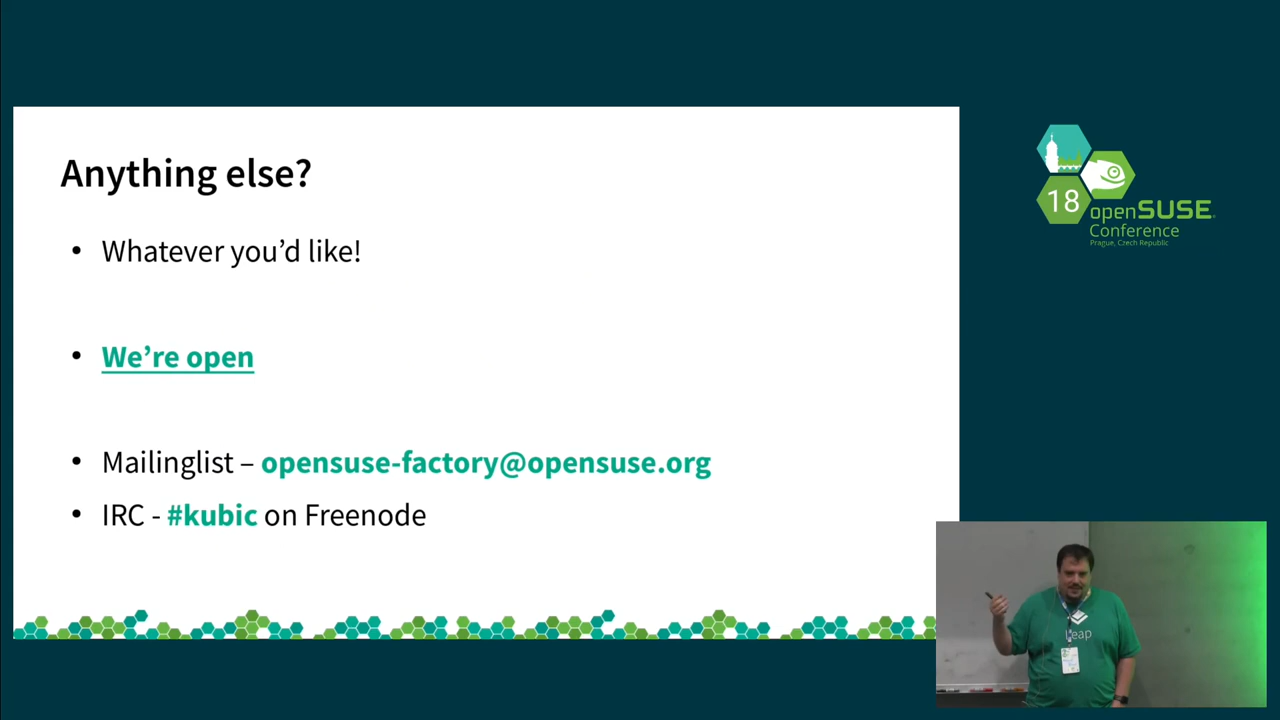 Anything else?
• Whatever you’d like!
• We’re open
• Mailinglist – opensuse-factory@opensuse.org
• IRC - #kubic on Freenode
18
openSUSE
Conference
Prague, Czech Republic
Leap